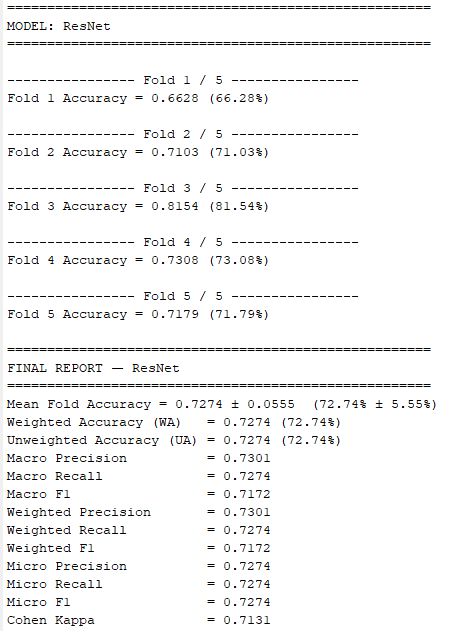 =====================================================
MODEL: ResNet
=====================================================
---------------- Fold 1 / 5 ----------------
Fold 1 Accuracy = 0.6628 (66.28%)
---------------- Fold 2 / 5 ----------------
Fold 2 Accuracy = 0.7103 (71.03%)
---------------- Fold 3 / 5 ----------------
Fold 3 Accuracy = 0.8154 (81.54%)
---------------- Fold 4 / 5 ----------------
Fold 4 Accuracy = 0.7308 (73.08%)
---------------- Fold 5 / 5 ----------------
Fold 5 Accuracy = 0.7179 (71.79%)
=====================================================
FINAL REPORT — ResNet
=====================================================
Mean Fold Accuracy = 0.7274 ± 0.0555  (72.74% ± 5.55%)
Weighted Accuracy (WA)   = 0.7274 (72.74%)
Unweighted Accuracy (UA) = 0.7274 (72.74%)
Macro Precision          = 0.7301
Macro Recall             = 0.7274
Macro F1                 = 0.7172
Weighted Precision       = 0.7301
Weighted Recall          = 0.7274
Weighted F1              = 0.7172
Micro Precision          = 0.7274
Micro Recall             = 0.7274
Micro F1                 = 0.7274
Cohen Kappa              = 0.7131